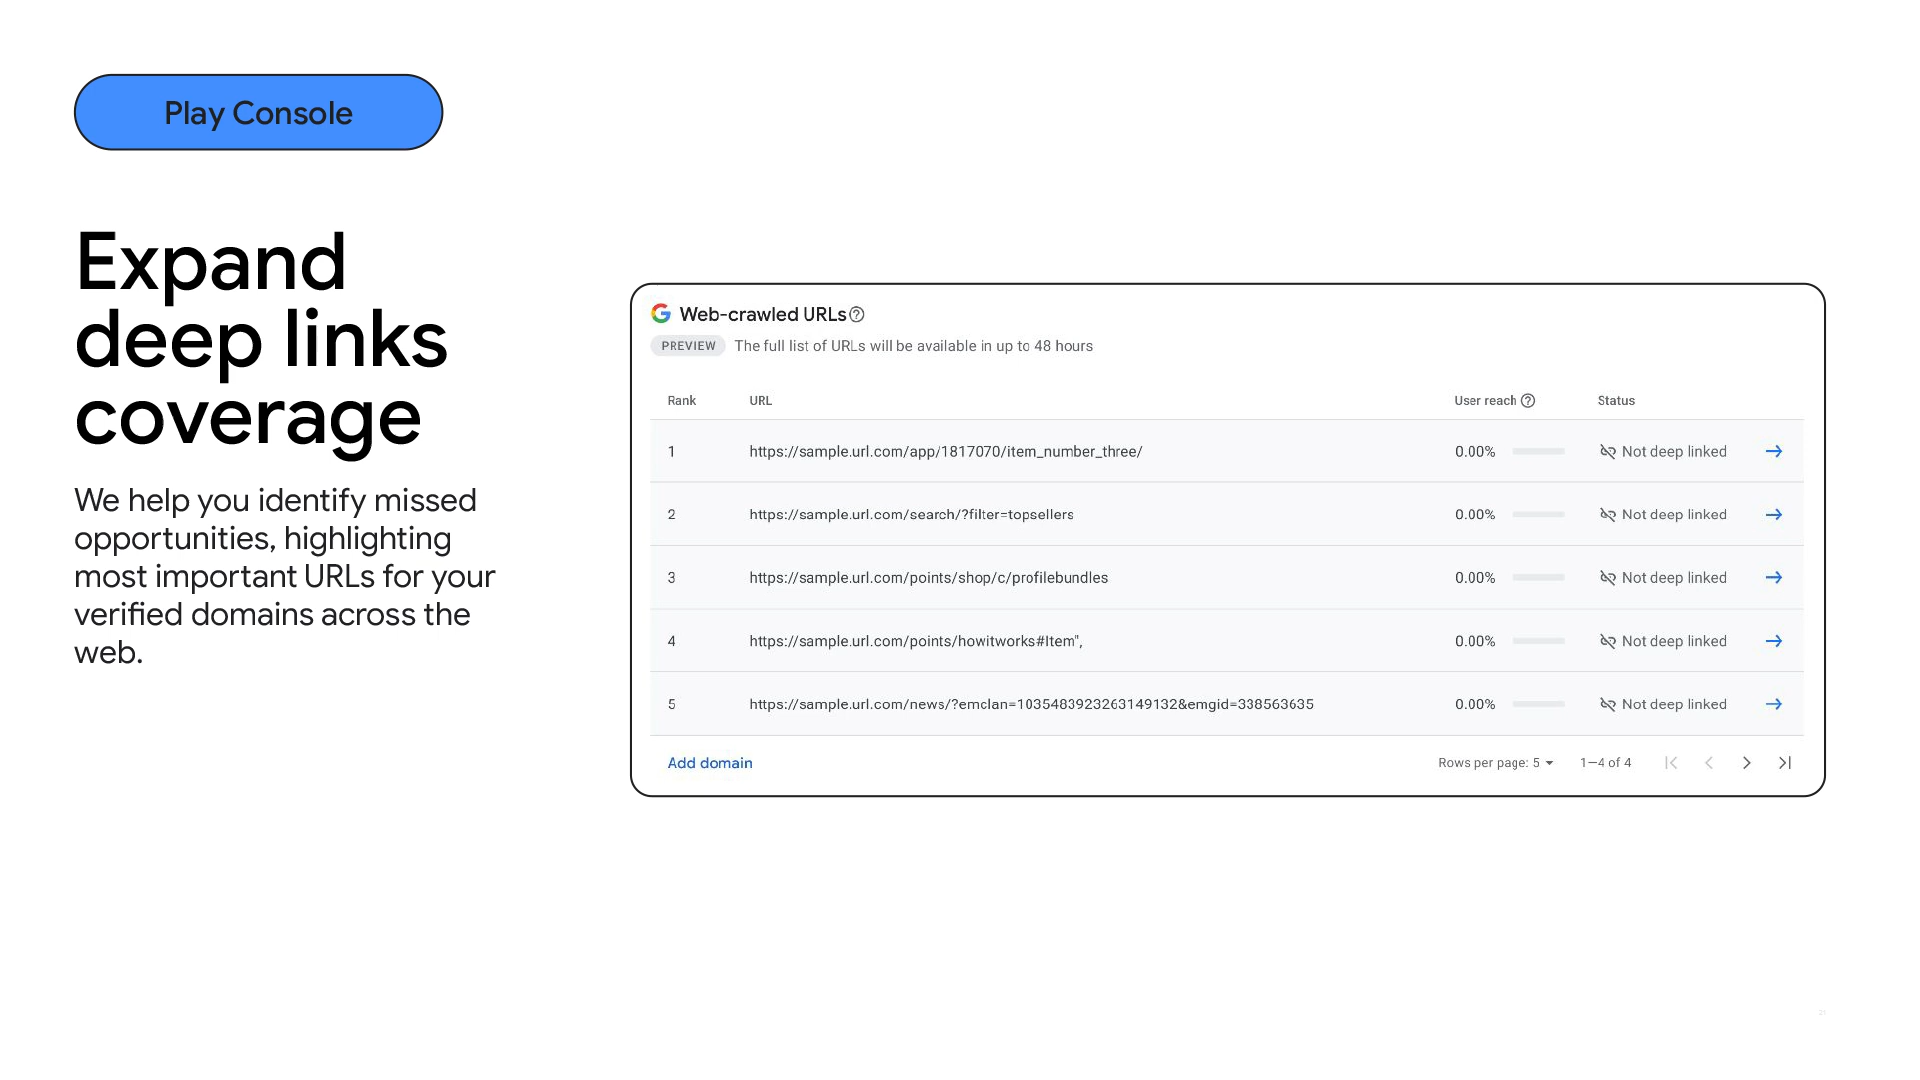 Play Console
Expand
deep links
coverage
We help you identify missed
opportunities, highlighting
most important URLs for your
verified domains across the
web.
Web-crawled URLs
PREVIEW The full list of URLs will be available in up to 48 hours
Rank URL User reach Status
1 https://sample.url.com/app/1817070/item_number_three/ 0.00% Not deep linked
2 https://sample.url.com/search/?filter=topsellers 0.00% Not deep linked
3 https://sample.url.com/points/shop/c/profilebundles 0.00% Not deep linked
4 https://sample.url.com/points/howitworks#Item", 0.00% Not deep linked
5 https://sample.url.com/news/?emclan=1035483923263149132&emgid=338563635 0.00% Not deep linked
Add domain Rows per page: 5 1–4 of 4